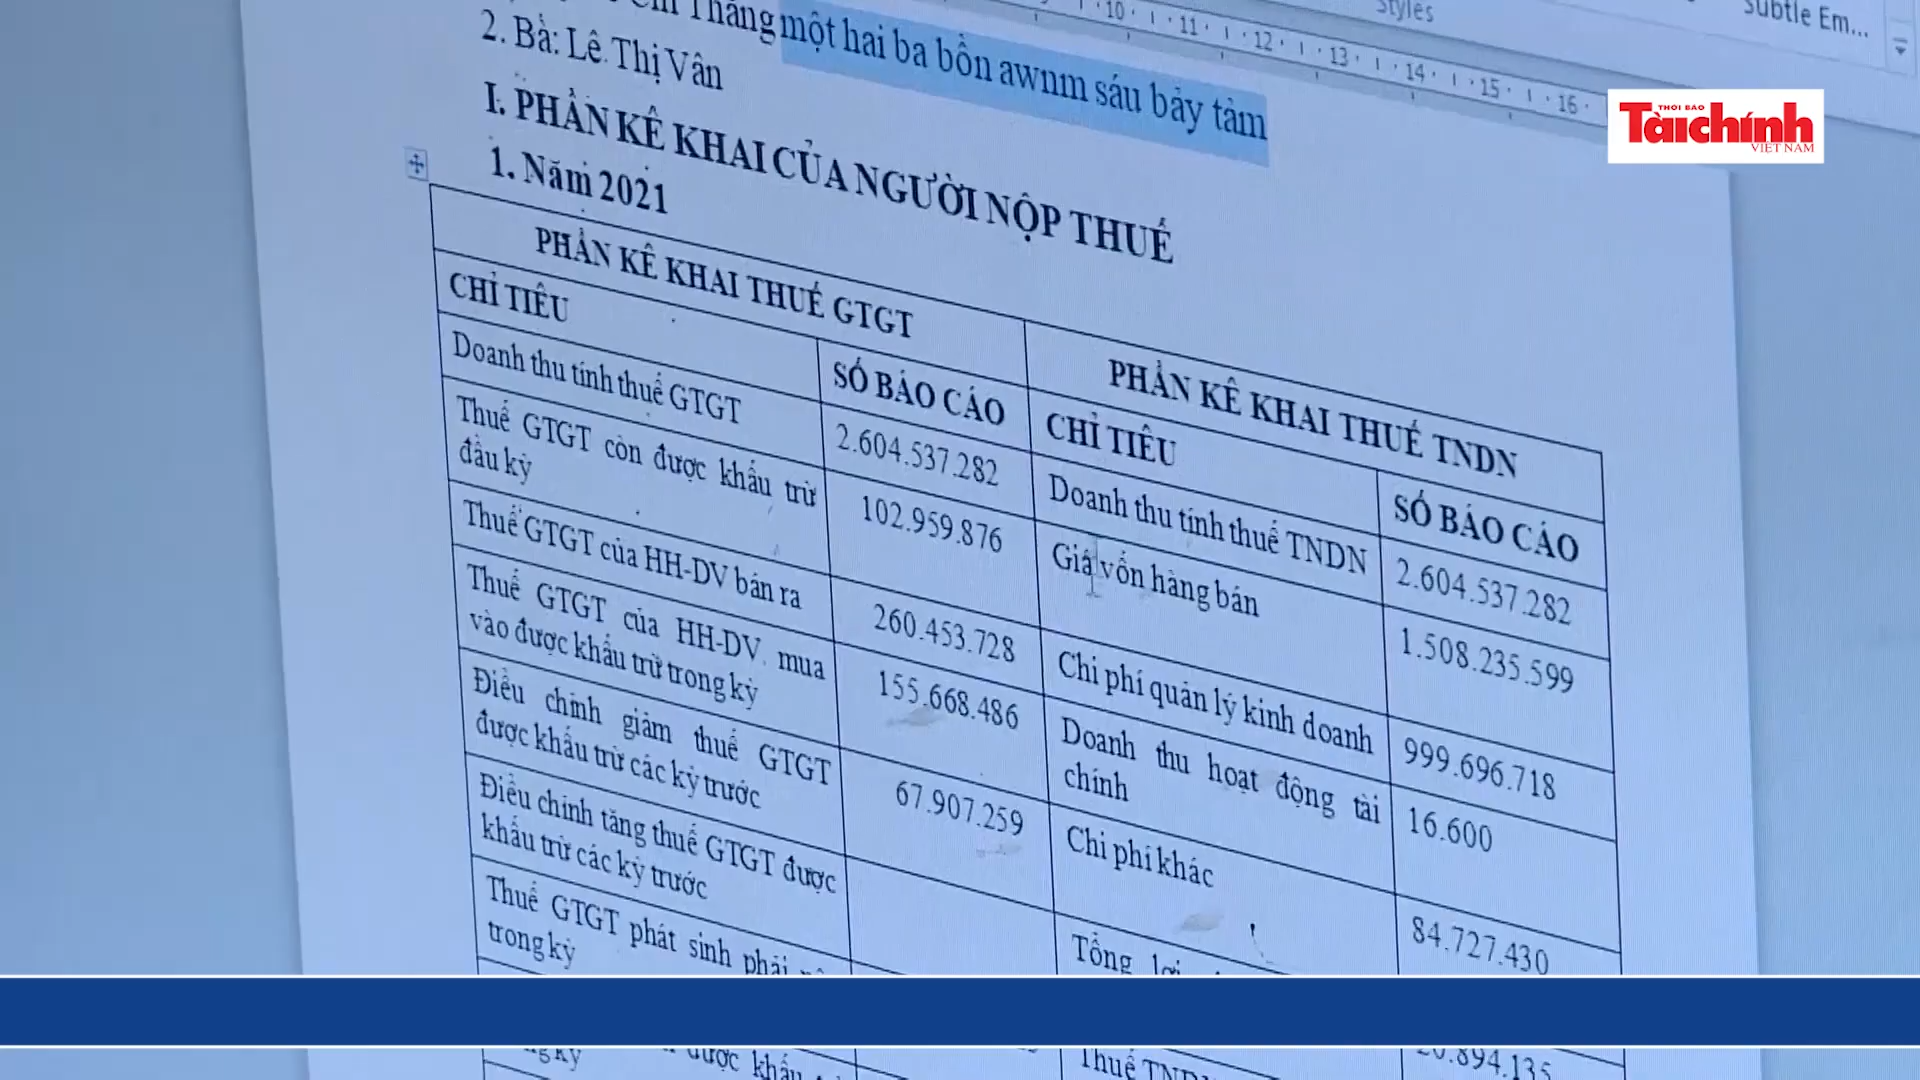 Styles
Subtle Em...
10 11 12 13 14 15 16
THỜI BÁO
Tàichính
VIỆT NAM
Thắng một hai ba bồn awnm sáu bảy tàm
2. Bà: Lê Thị Vân
I. PHẦN KÊ KHAI CỦA NGƯỜI NỘP THUẾ
1. Năm 2021
PHẦN KÊ KHAI THUẾ GTGT
CHỈ TIÊU
SỐ BÁO CÁO
Doanh thu tính thuế GTGT
2.604.537.282
Thuế GTGT còn được khấu trừ
đầu kỳ
102.959.876
Thuế GTGT của HH-DV bán ra
260.453.728
Thuế GTGT của HH-DV mua
vào được khấu trừ trong kỳ
155.668.486
Điều chỉnh giảm thuế GTGT
được khấu trừ các kỳ trước
67.907.259
Điều chỉnh tăng thuế GTGT được
khấu trừ các kỳ trước
Thuế GTGT phát sinh phải
trong kỳ
được khấu
PHẦN KÊ KHAI THUẾ TNDN
CHỈ TIÊU
SỐ BÁO CÁO
Doanh thu tính thuế TNDN
2.604.537.282
Giá vốn hàng bán
1.508.235.599
Chi phí quản lý kinh doanh
999.696.718
Doanh thu hoạt động tài
chính
16.600
Chi phí khác
84.727.430
Tổng
Thuế